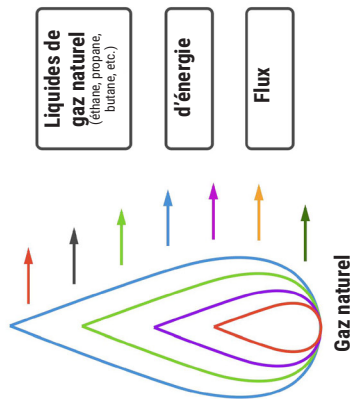 Liquides de
gaz naturel
(éthane, propane,
butane, etc.)
d'énergie
Flux
Gaz naturel